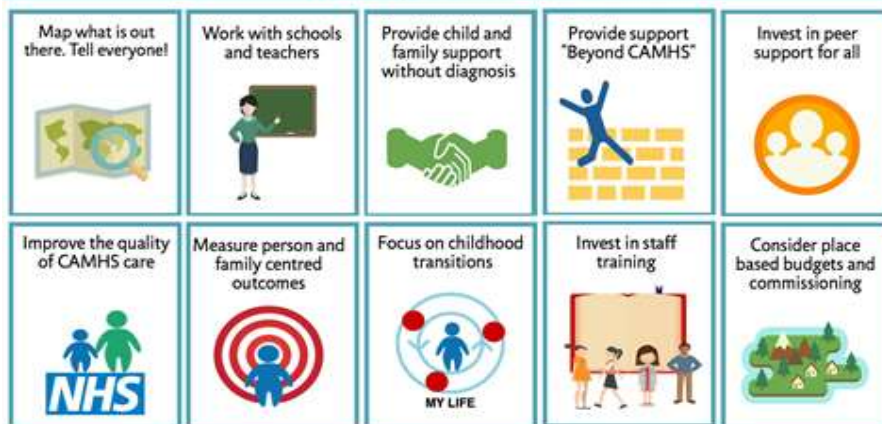 Map what is out
there. Tell everyone!
Work with schools
and teachers
Provide child and
family support
without diagnosis
Provide support
"Beyond CAMHS"
Invest in peer
support for all
Improve the quality
of CAMHS care
NHS
Measure person and
family centred
outcomes
Focus on childhood
transitions
MY LIFE
Invest in staff
training
Consider place
based budgets and
commissioning